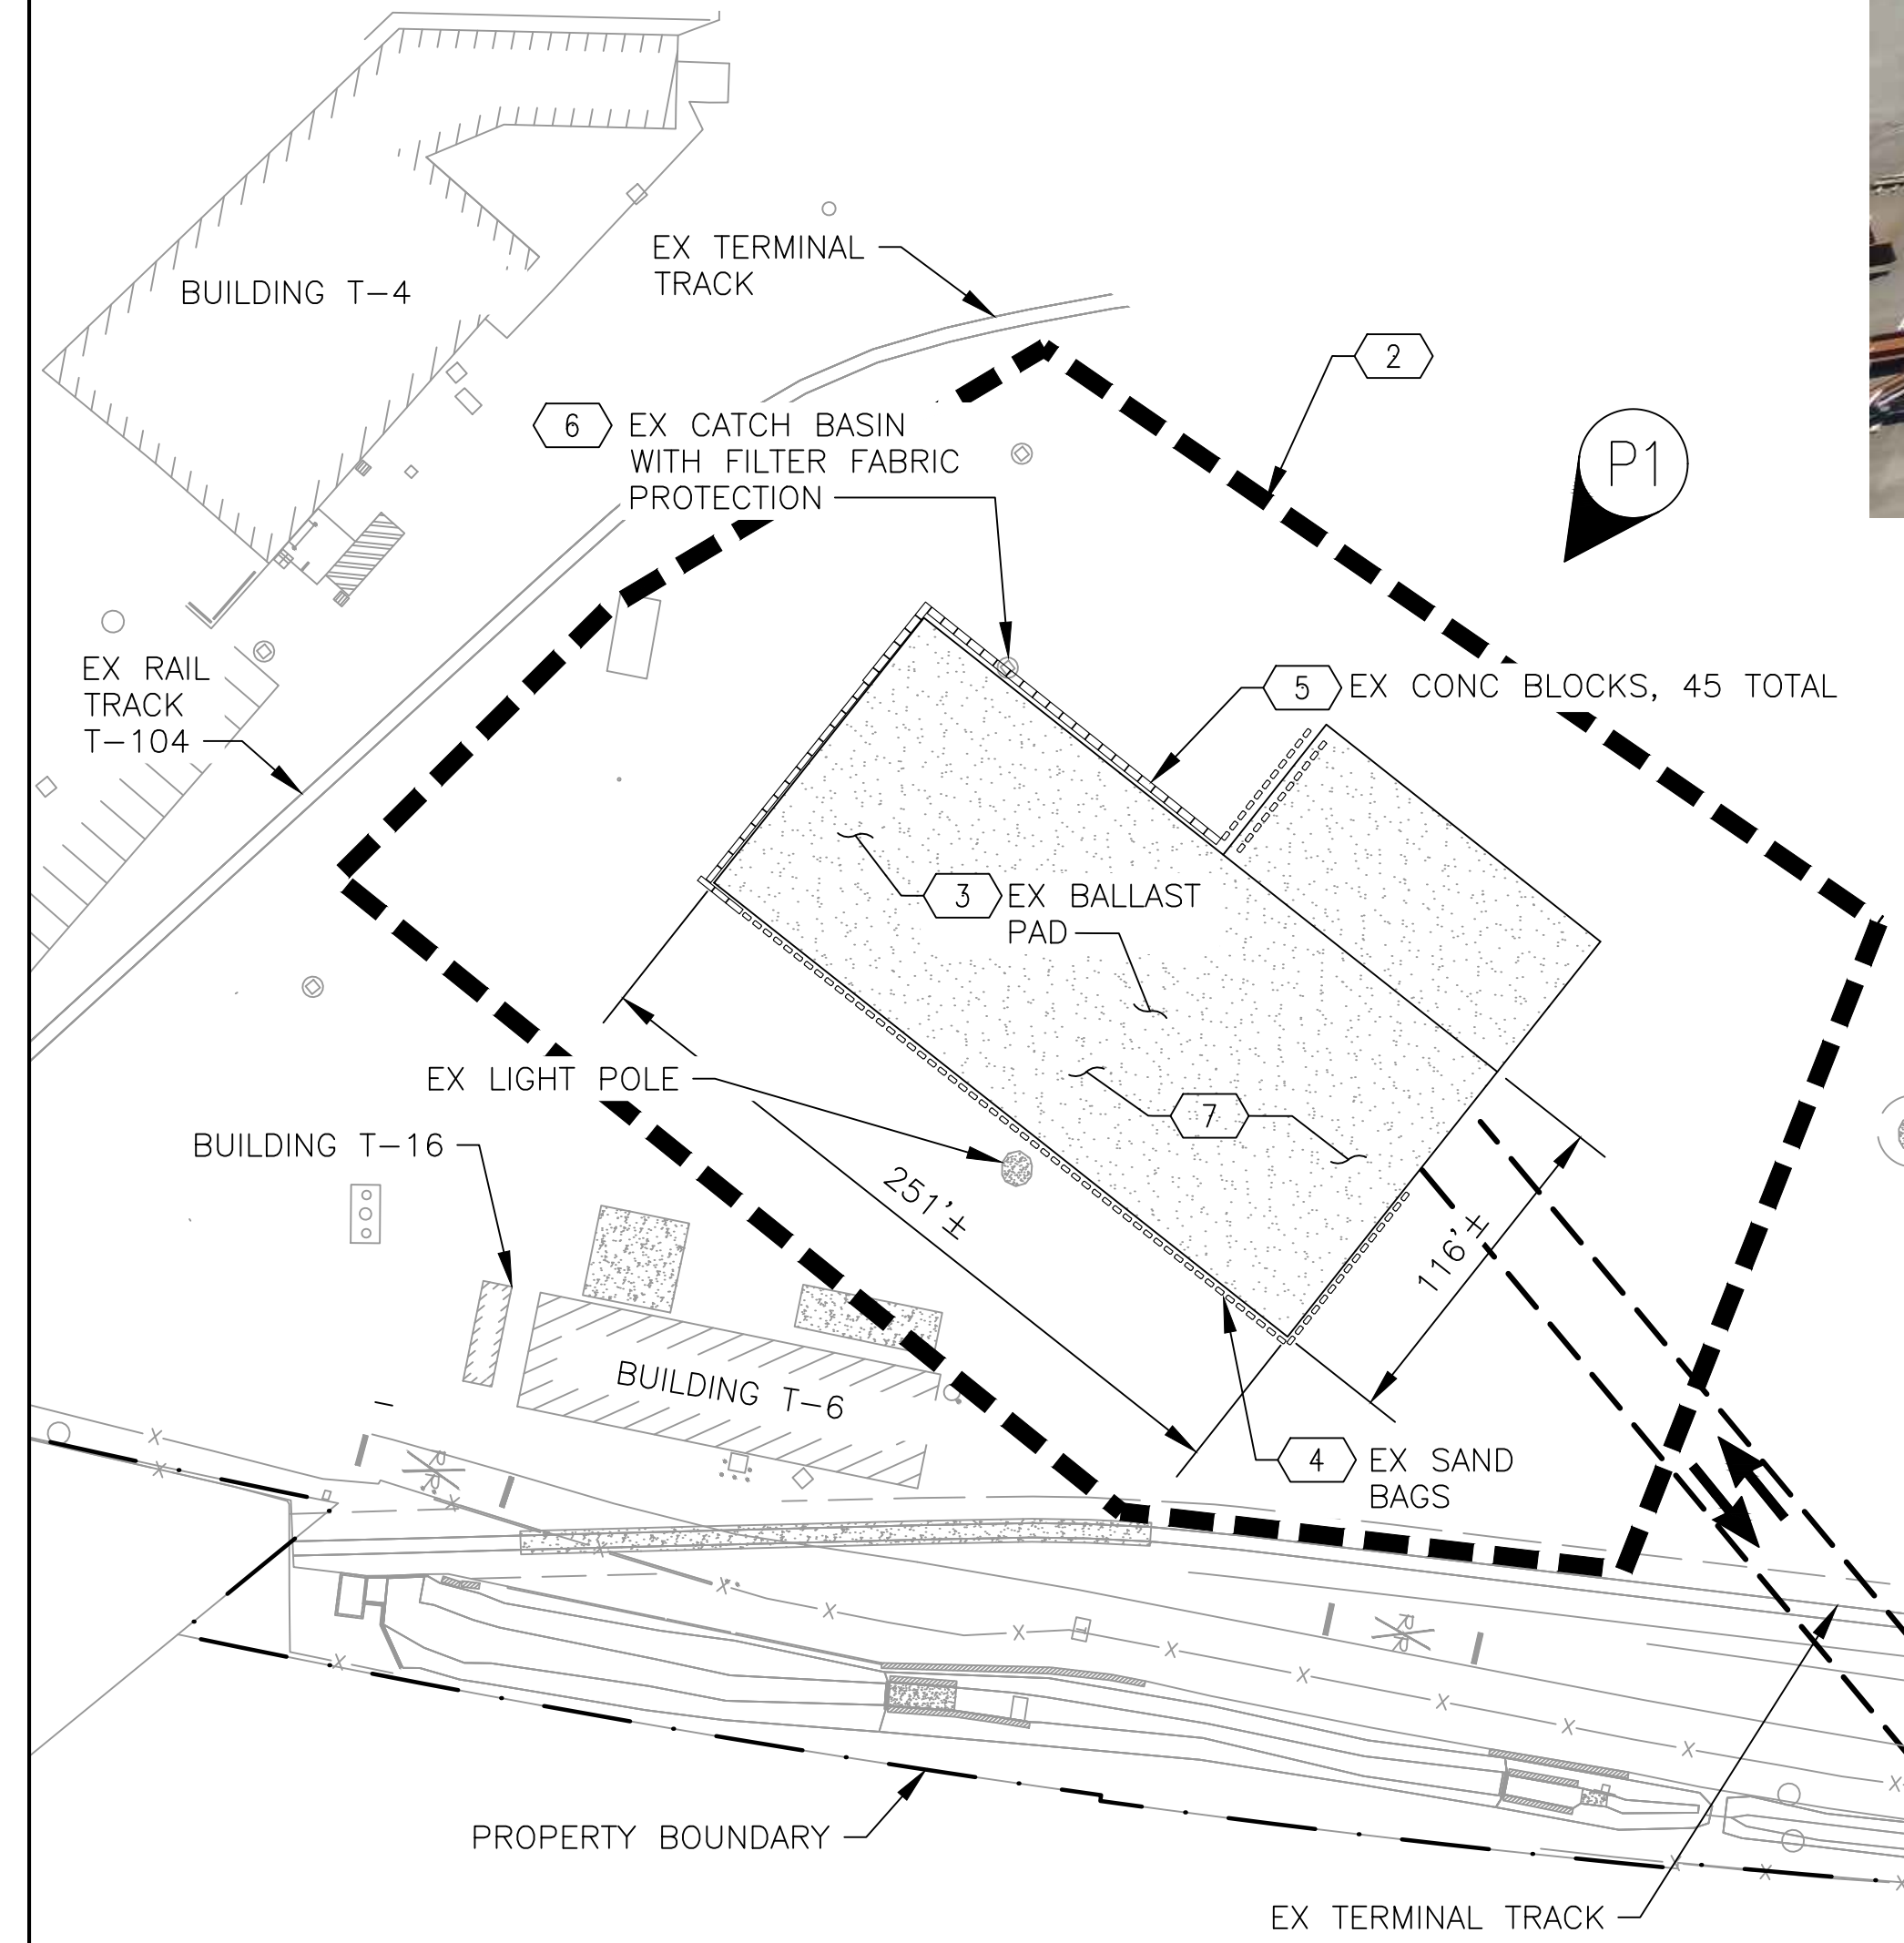 BUILDING T-4
EX TERMINAL
TRACK
2
6
EX CATCH BASIN
WITH FILTER FABRIC
PROTECTION
P1
EX RAIL
TRACK
T-104
5
EX CONC BLOCKS, 45 TOTAL
3
EX BALLAST
PAD
EX LIGHT POLE
7
BUILDING T-16
251'±
116'±
BUILDING T-6
4
EX SAND
BAGS
R R
R R
PROPERTY BOUNDARY
EX TERMINAL TRACK